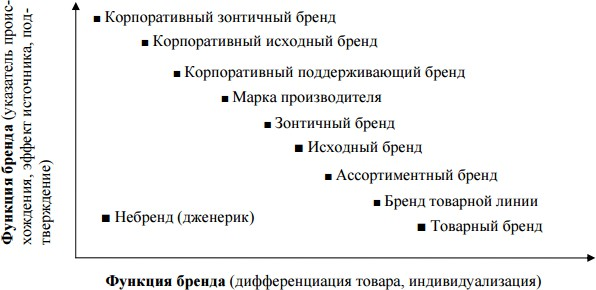 Функция бренда (указатель проис-
хождения, эффект источника, под-
тверждение)
■ Корпоративный зонтичный бренд
■ Корпоративный исходный бренд
■ Корпоративный поддерживающий бренд
■ Марка производителя
■ Зонтичный бренд
■ Исходный бренд
■ Ассортиментный бренд
■ Бренд товарной линии
■ Небренд (дженерик)
■ Товарный бренд
Функция бренда (дифференциация товара, индивидуализация)